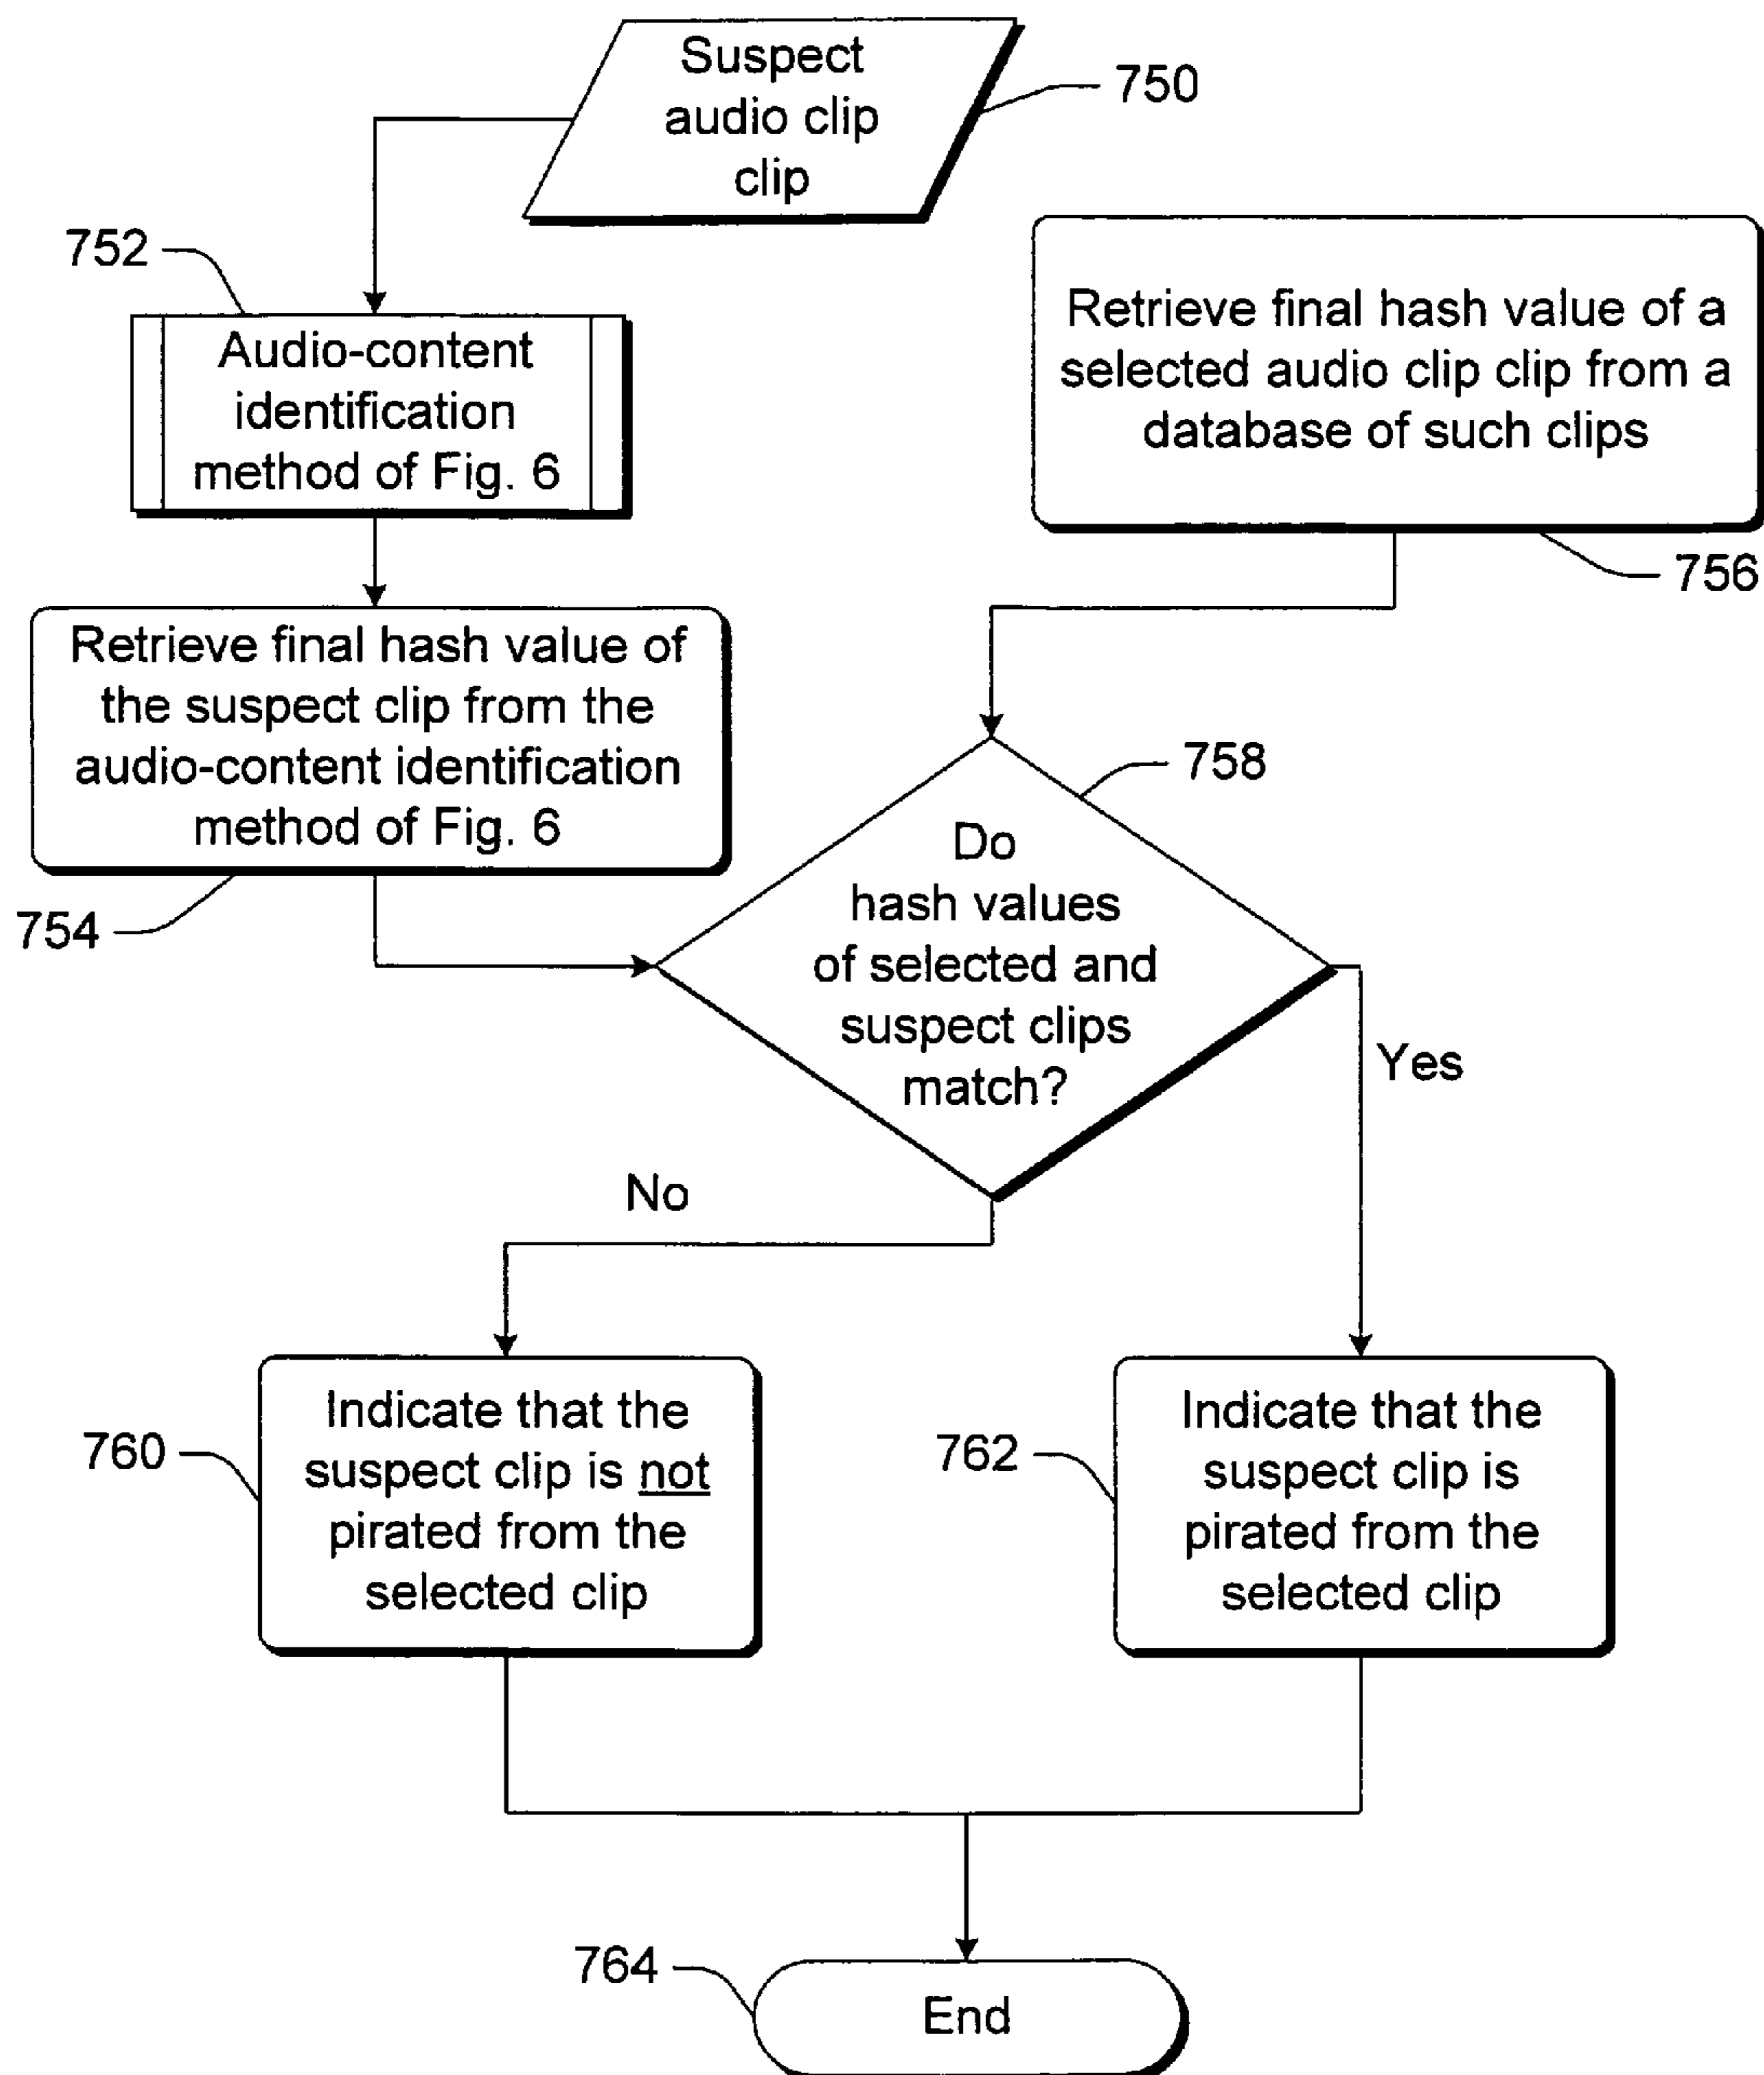 Suspect
audio clip
clip
750
752
Audio-content
identification
method of Fig. 6
Retrieve final hash value of a
selected audio clip clip from a
database of such clips
756
Retrieve final hash value of
the suspect clip from the
audio-content identification
method of Fig. 6
754
758
Do
hash values
of selected and
suspect clips
match?
Yes
No
760
Indicate that the
suspect clip is not
pirated from the
selected clip
762
Indicate that the
suspect clip is
pirated from the
selected clip
764
End